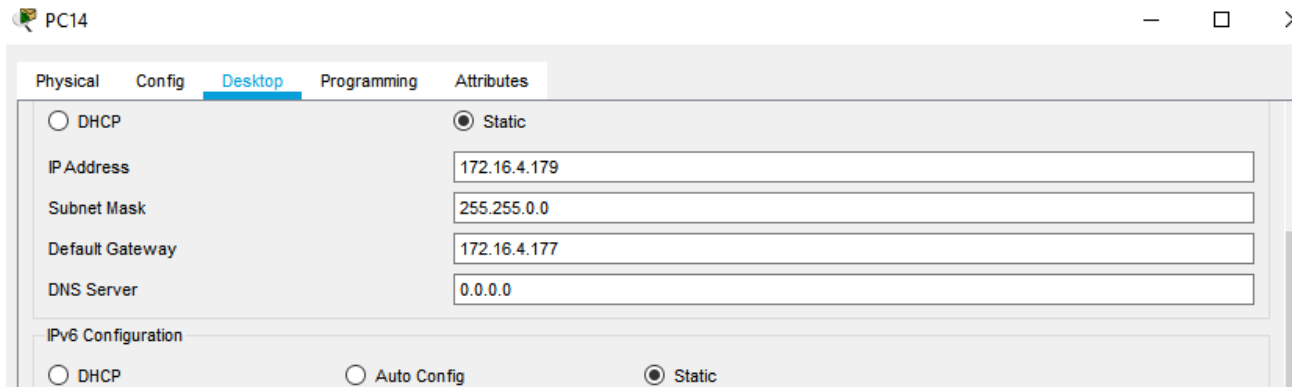 PC14
Physical Config Desktop Programming Attributes
DHCP Static
IP Address 172.16.4.179
Subnet Mask 255.255.0.0
Default Gateway 172.16.4.177
DNS Server 0.0.0.0
IPv6 Configuration
DHCP Auto Config Static